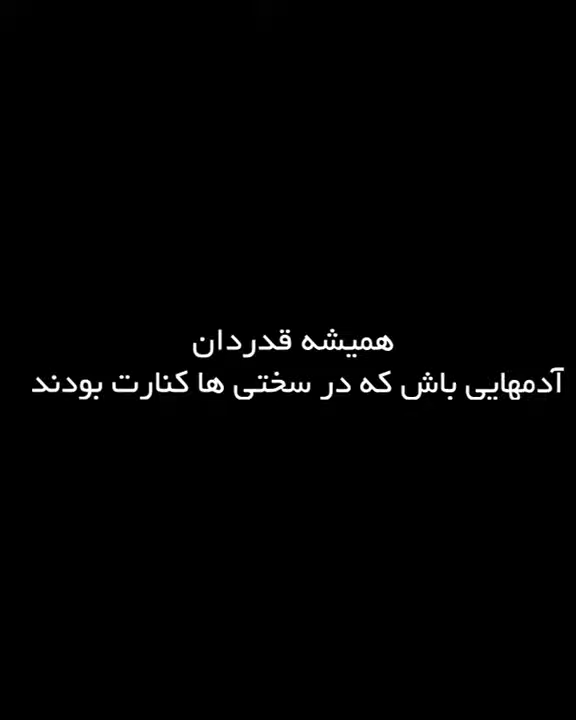 همیشه قدردان
آدمهایی باش که در سختی ها کنارت بودند